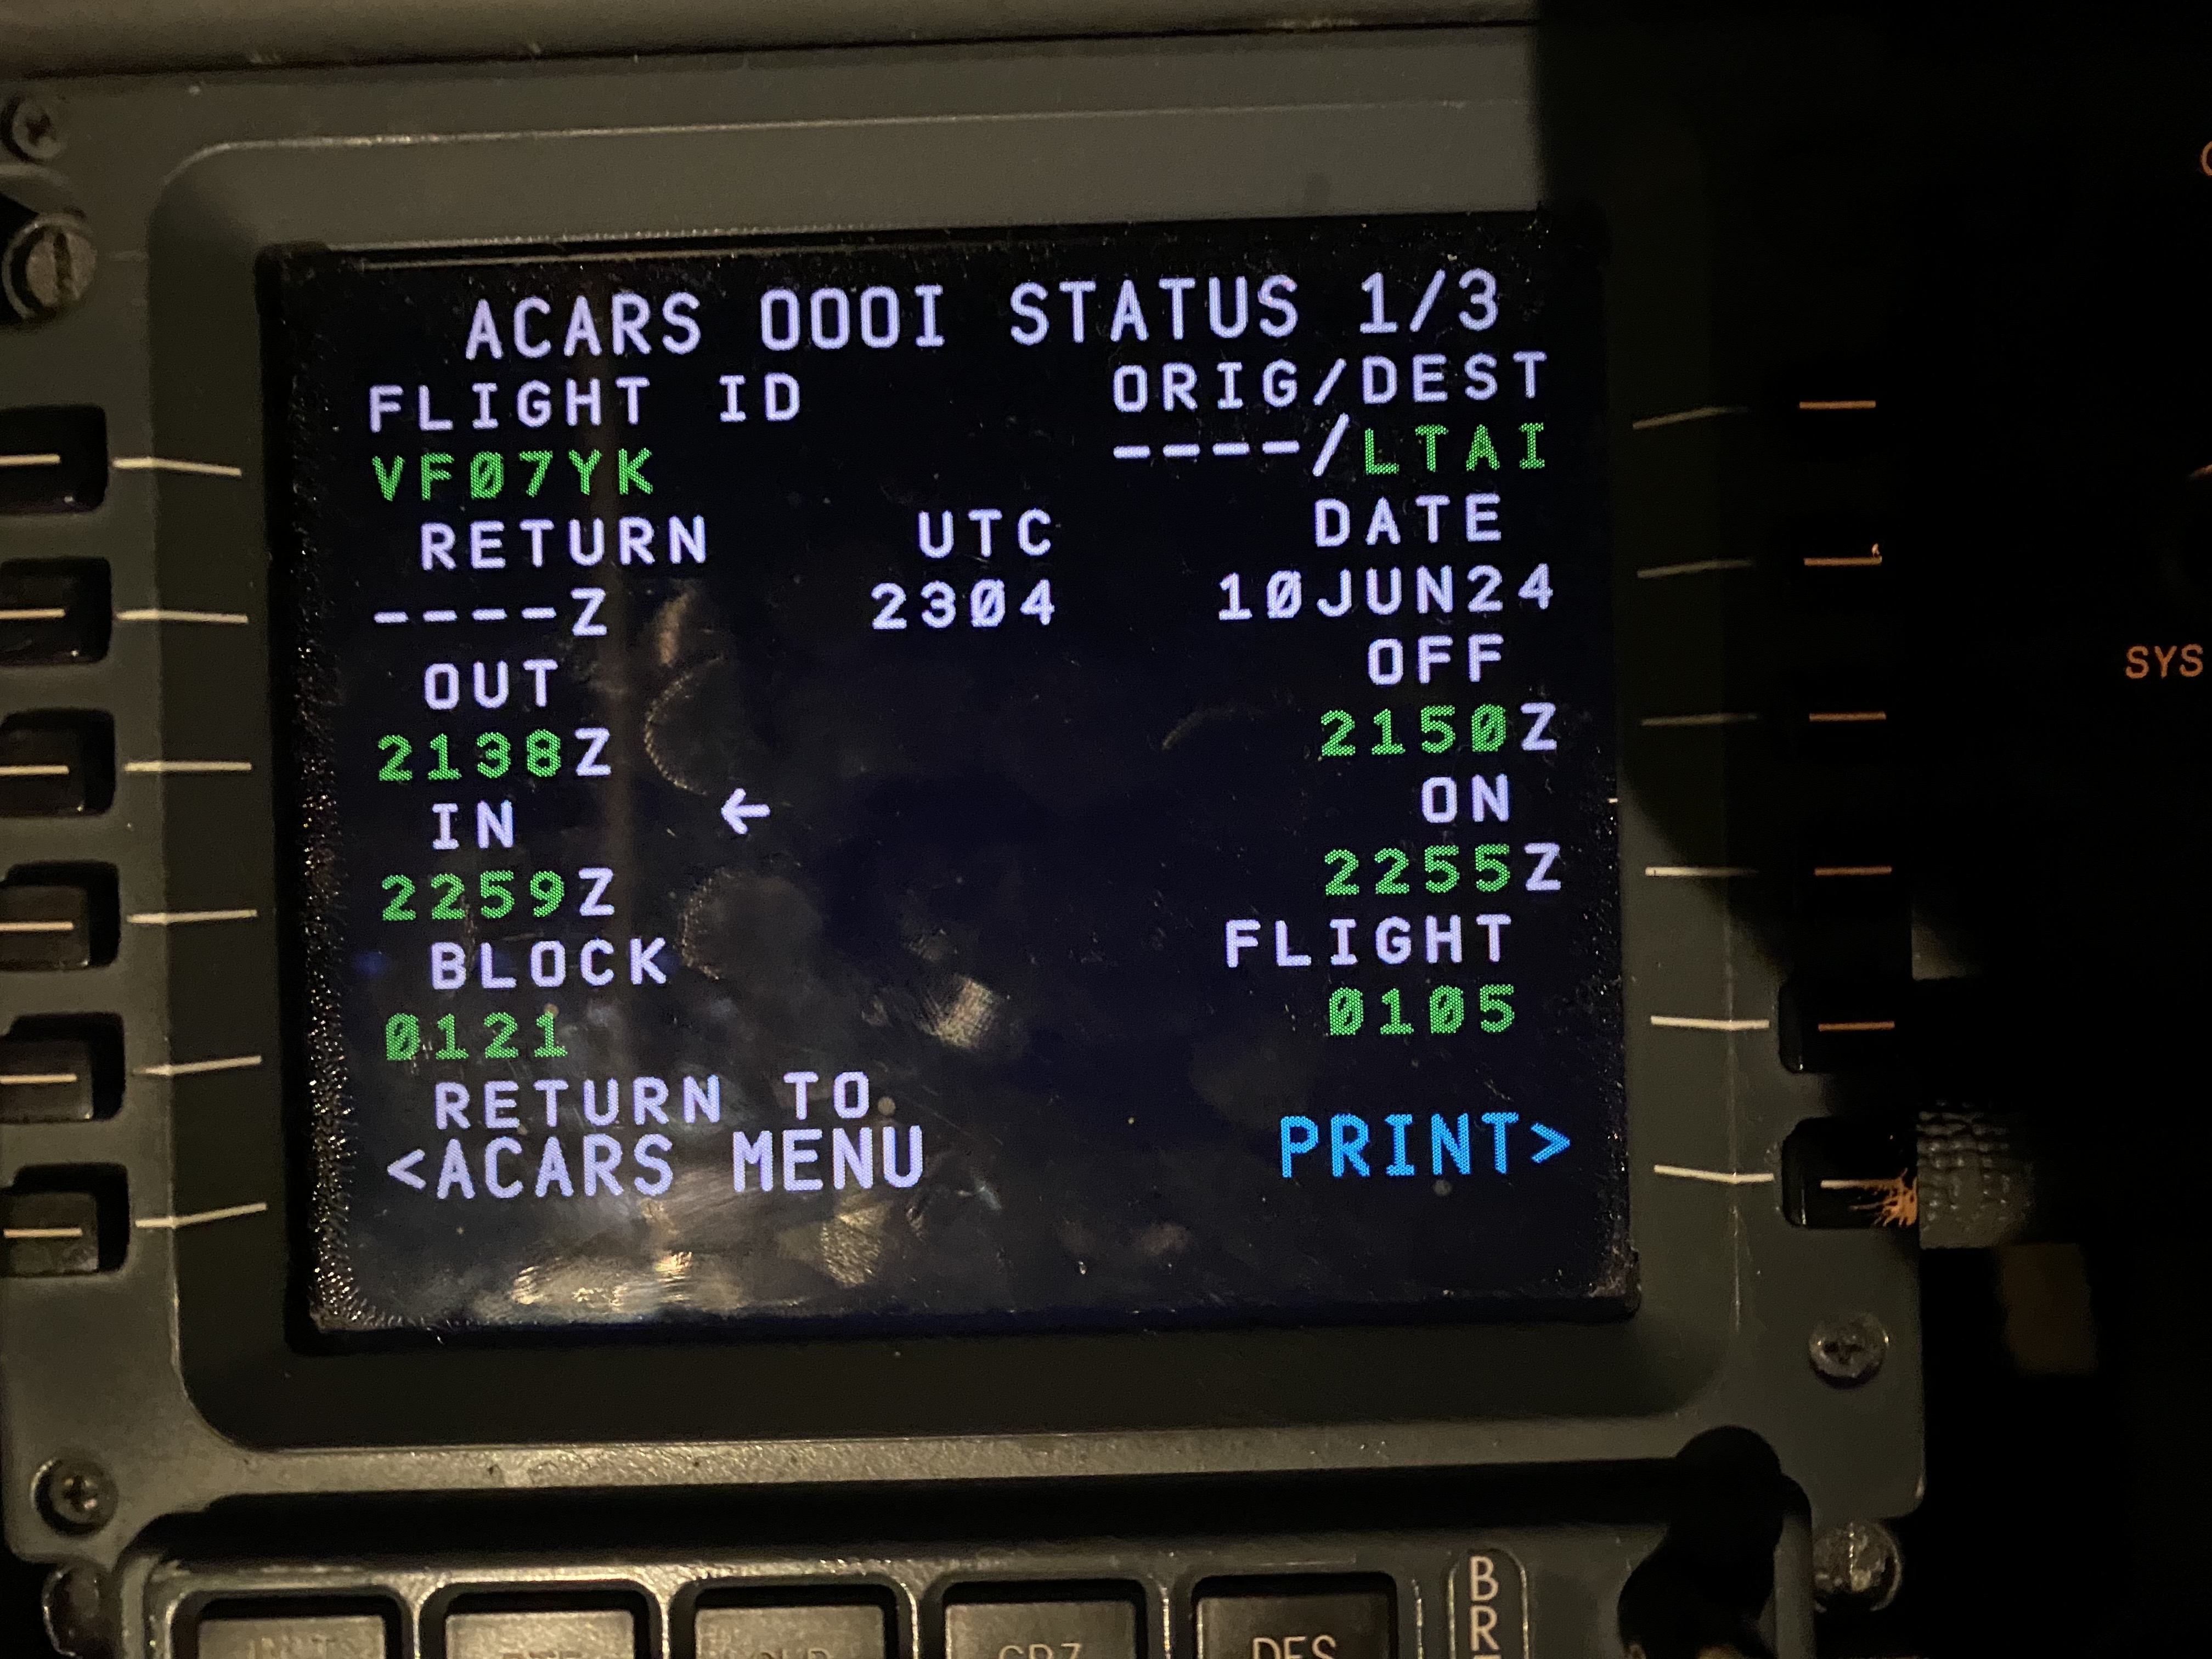 ACARS OOOI STATUS 1/3
FLIGHT ID ORIG/DEST
VF07YK ----/LTAI
RETURN UTC DATE
----Z 2304 10JUN24
OUT OFF
2138Z 2150Z
IN ← ON
2259Z 2255Z
BLOCK FLIGHT
0121 0105
RETURN TO
<ACARS MENU PRINT>
SYS
DES